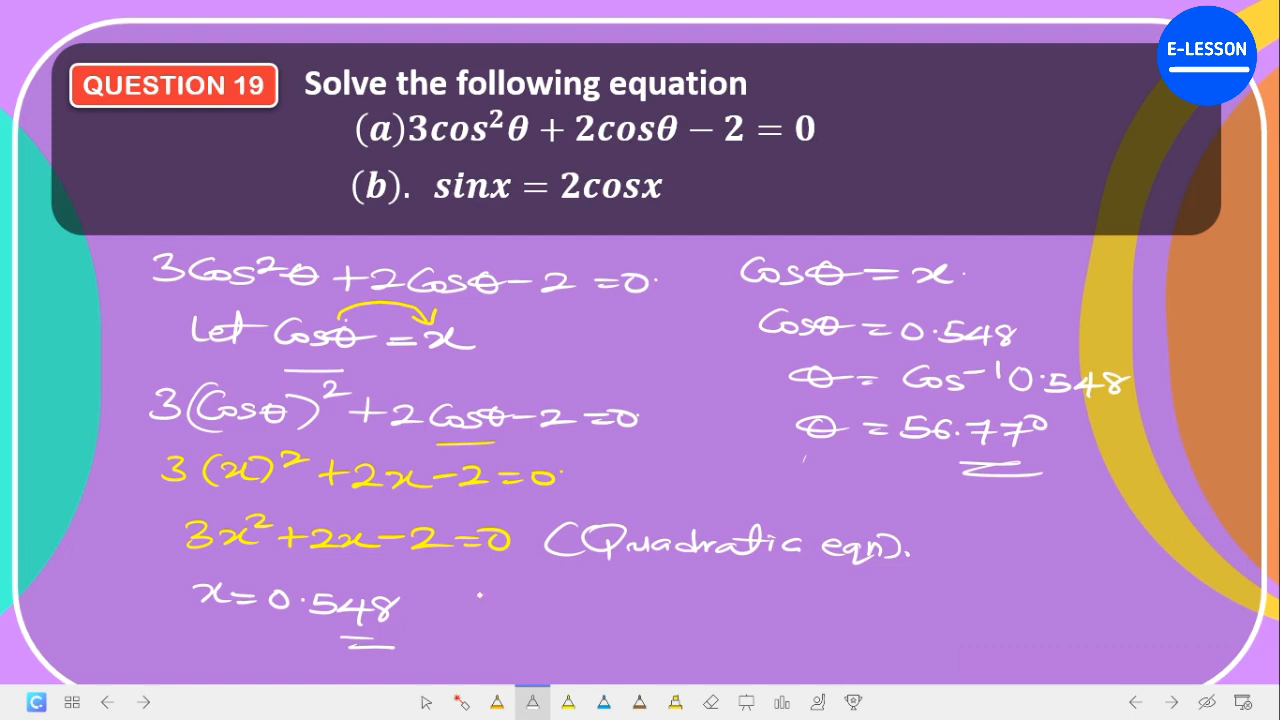 E-LESSON
QUESTION 19 Solve the following equation
(a)3cos²θ + 2cosθ − 2 = 0
(b). sinx = 2cosx
3Cos²θ + 2Cosθ − 2 = 0.
Let Cosθ = x
3(Cosθ)² + 2Cosθ − 2 = 0
3(x)² + 2x − 2 = 0.
3x² + 2x − 2 = 0 (Quadratic eqn).
x = 0.548
Cosθ = x.
Cosθ = 0.548
θ = Cos⁻¹ 0.548
θ = 56.77°